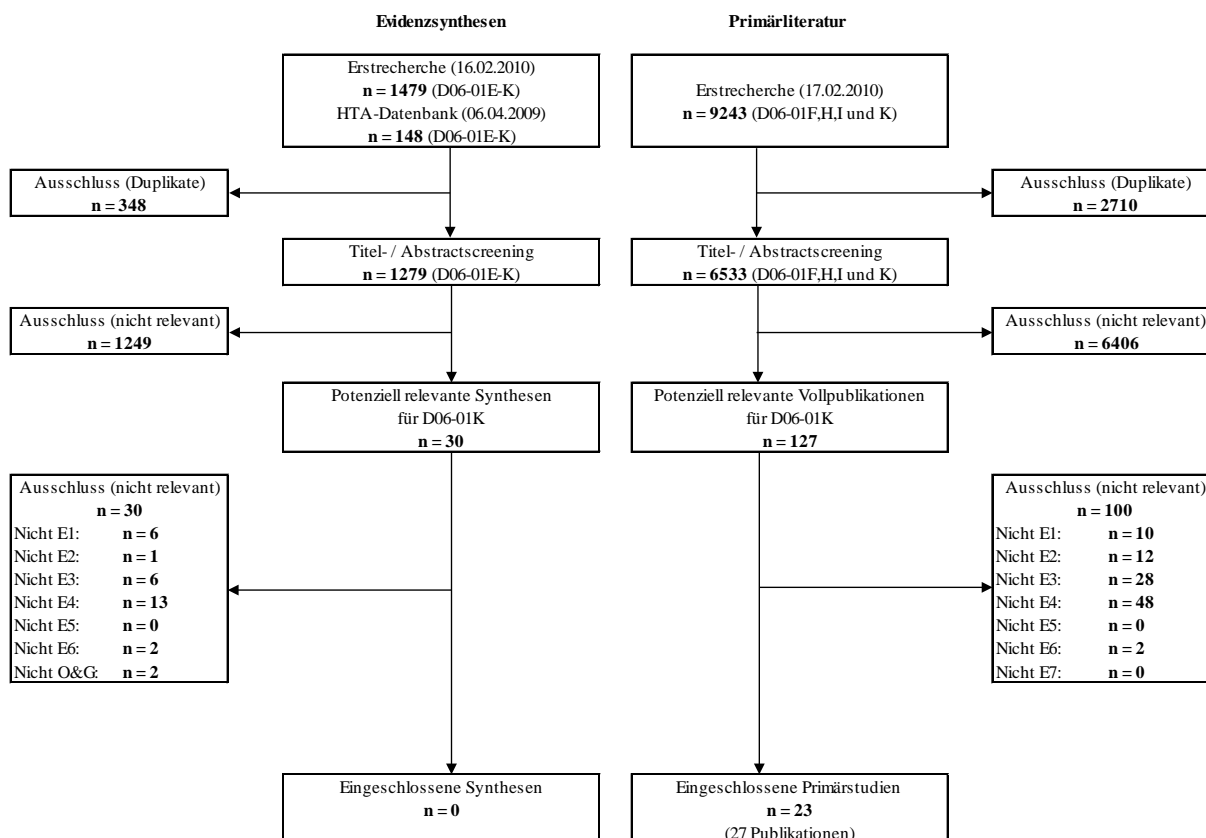 Evidenzsynthesen
Primärliteratur
Erstrecherche (16.02.2010)
n = 1479 (D06-01E-K)
HTA-Datenbank (06.04.2009)
n = 148 (D06-01E-K)
Erstrecherche (17.02.2010)
n = 9243 (D06-01F,H,I und K)
Ausschluss (Duplikate)
n = 348
Ausschluss (Duplikate)
n = 2710
Titel- / Abstractscreening
n = 1279 (D06-01E-K)
Titel- / Abstractscreening
n = 6533 (D06-01F,H,I und K)
Ausschluss (nicht relevant)
n = 1249
Ausschluss (nicht relevant)
n = 6406
Potenziell relevante Synthesen
für D06-01K
n = 30
Potenziell relevante Vollpublikationen
für D06-01K
n = 127
Ausschluss (nicht relevant)
n = 30
Nicht E1: n = 6
Nicht E2: n = 1
Nicht E3: n = 6
Nicht E4: n = 13
Nicht E5: n = 0
Nicht E6: n = 2
Nicht O&G: n = 2
Ausschluss (nicht relevant)
n = 100
Nicht E1: n = 10
Nicht E2: n = 12
Nicht E3: n = 28
Nicht E4: n = 48
Nicht E5: n = 0
Nicht E6: n = 2
Nicht E7: n = 0
Eingeschlossene Synthesen
n = 0
Eingeschlossene Primärstudien
n = 23
(27 Publikationen)